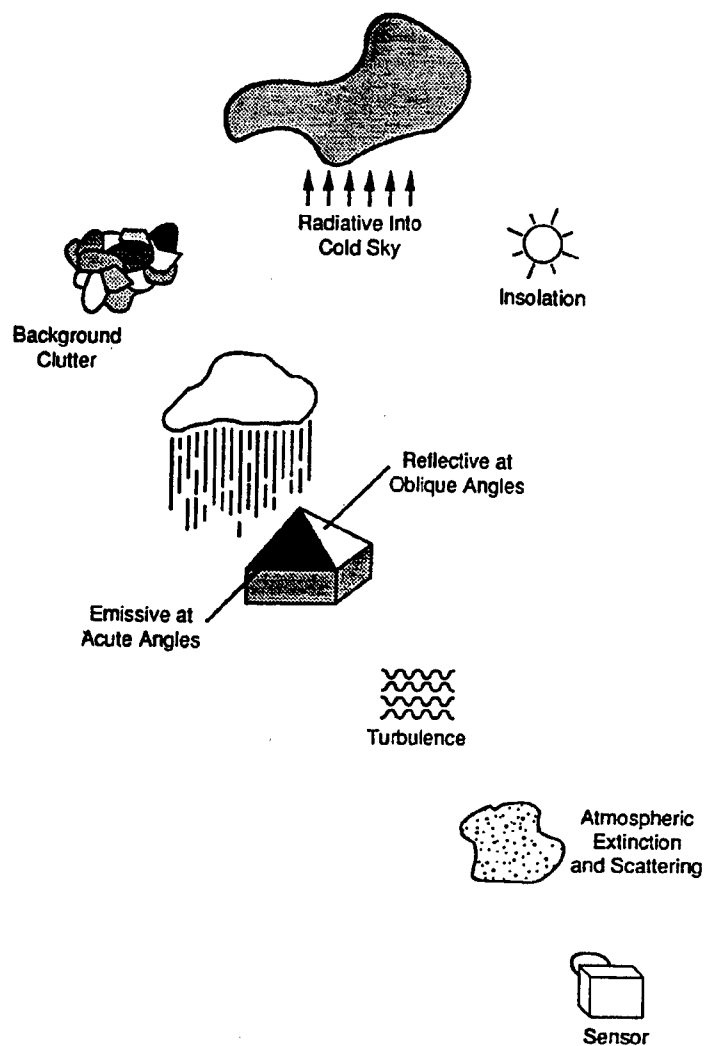 Radiative Into
Cold Sky
Insolation
Background
Clutter
Reflective at
Oblique Angles
Emissive at
Acute Angles
Turbulence
Atmospheric
Extinction
and Scattering
Sensor